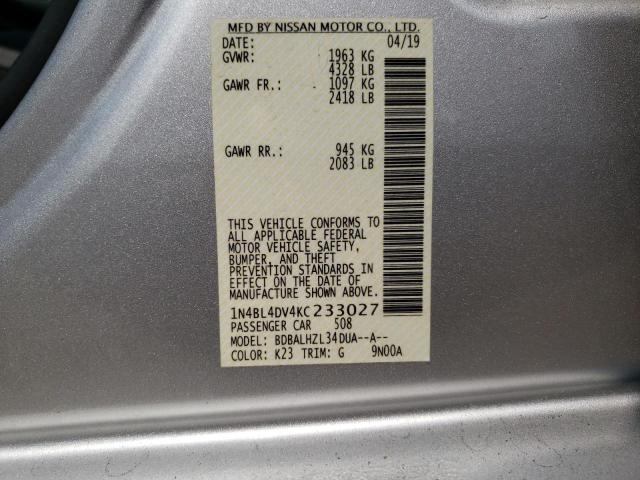 MFD BY NISSAN MOTOR CO., LTD.
DATE: 04/19
GVWR: 1963 KG
4328 LB
GAWR FR.: 1097 KG
2418 LB
GAWR RR.: 945 KG
2083 LB
THIS VEHICLE CONFORMS TO
ALL APPLICABLE FEDERAL
MOTOR VEHICLE SAFETY,
BUMPER, AND THEFT
PREVENTION STANDARDS IN
EFFECT ON THE DATE OF
MANUFACTURE SHOWN ABOVE.
1N4BL4DV4KC233027
PASSENGER CAR 508
MODEL: BDBALHZL34DUA--A--
COLOR: K23 TRIM: G 9N00A